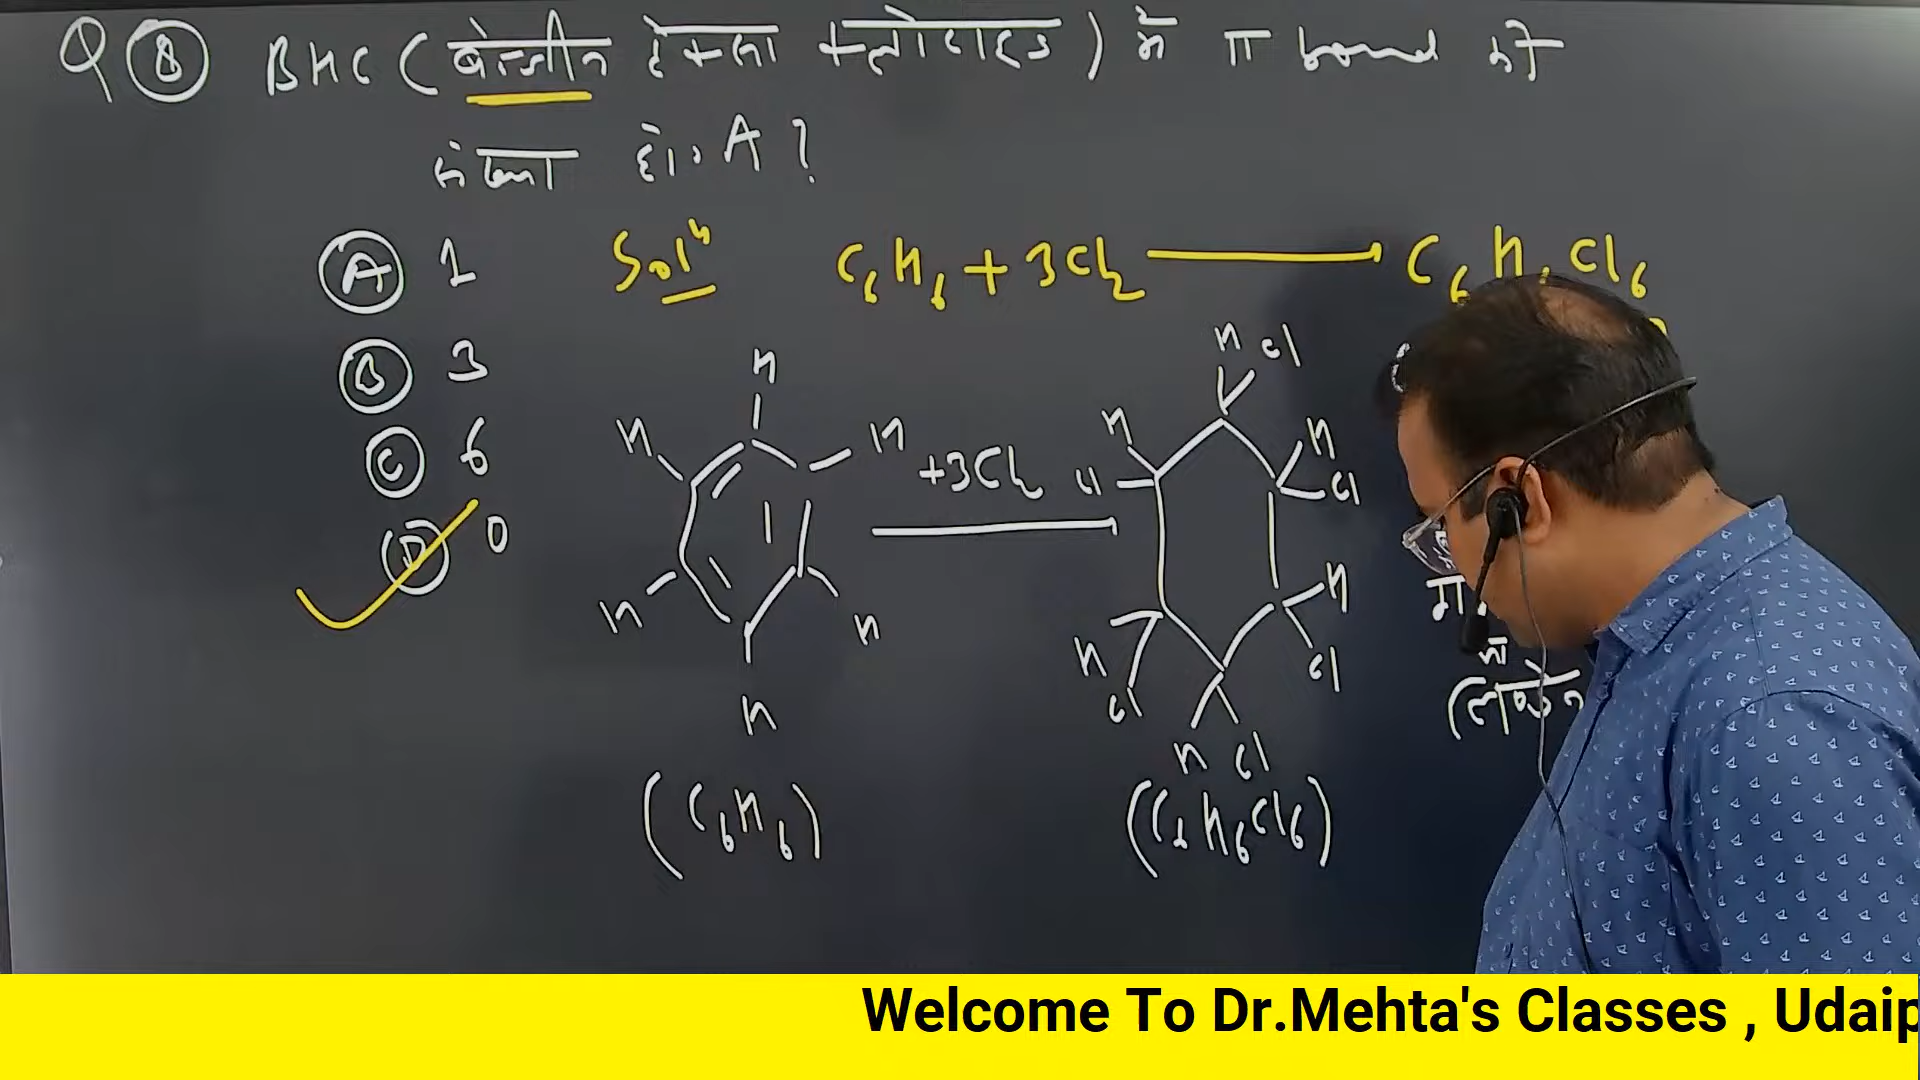 Q (B) BHC (बेन्जीन हेक्सा क्लोराइड) में π bond की
संख्या होगी A?
(A) 1
(B) 3
(C) 6
(D) 0
Solⁿ C₆H₆ + 3Cl₂ ⟶ C₆H₆Cl₆
H
H
H
H
H
H
+3Cl₂
H Cl
H Cl
H Cl
H Cl
H Cl
H Cl
(C₆H₆)
(C₆H₆Cl₆)
Welcome To Dr.Mehta's Classes , Udaip